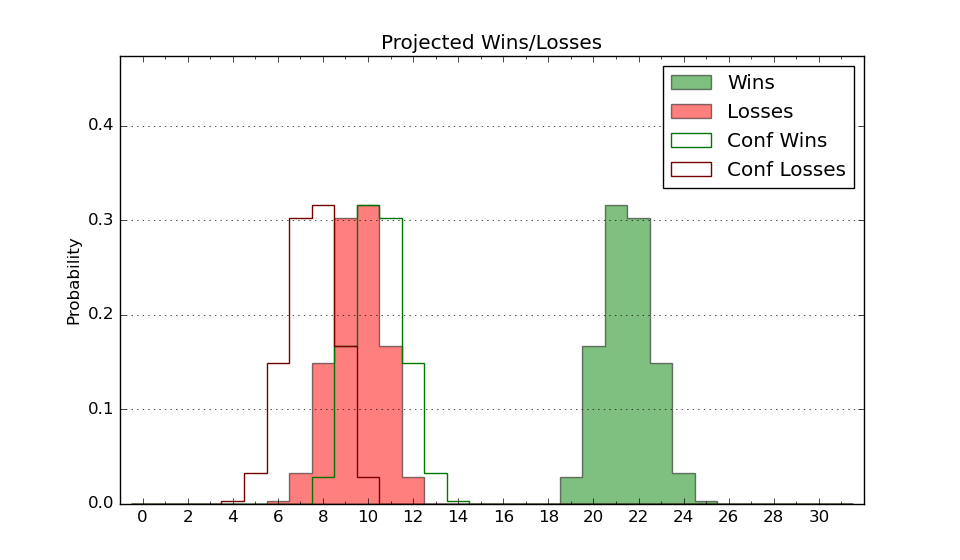 Projected Wins/Losses
Wins
Losses
Conf Wins
Conf Losses
Probability
0.4
0.3
0.2
0.1
0.0
0 2 4 6 8 10 12 14 16 18 20 22 24 26 28 30